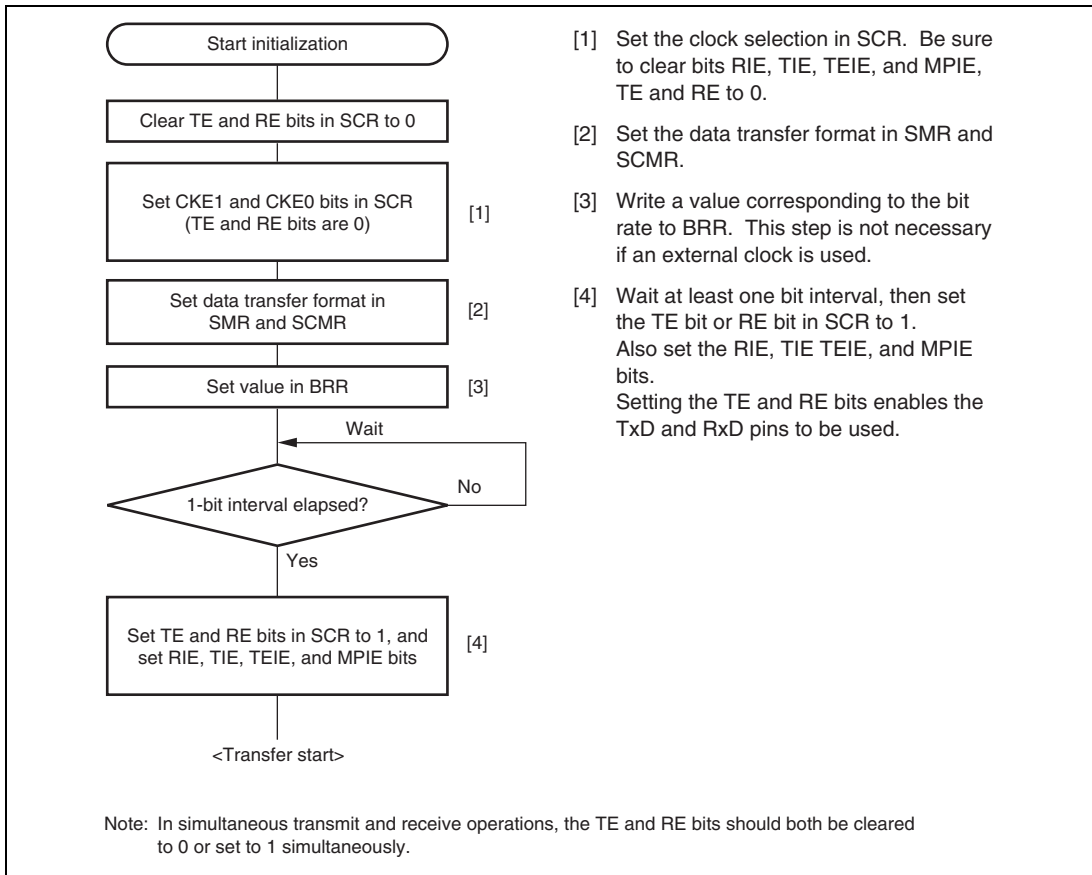 Start initialization
Clear TE and RE bits in SCR to 0
Set CKE1 and CKE0 bits in SCR
(TE and RE bits are 0)
[1]
Set data transfer format in
SMR and SCMR
[2]
Set value in BRR
[3]
Wait
No
1-bit interval elapsed?
Yes
Set TE and RE bits in SCR to 1, and
set RIE, TIE, TEIE, and MPIE bits
[4]
<Transfer start>
[1] Set the clock selection in SCR. Be sure
to clear bits RIE, TIE, TEIE, and MPIE,
TE and RE to 0.
[2] Set the data transfer format in SMR and
SCMR.
[3] Write a value corresponding to the bit
rate to BRR. This step is not necessary
if an external clock is used.
[4] Wait at least one bit interval, then set
the TE bit or RE bit in SCR to 1.
Also set the RIE, TIE TEIE, and MPIE
bits.
Setting the TE and RE bits enables the
TxD and RxD pins to be used.
Note: In simultaneous transmit and receive operations, the TE and RE bits should both be cleared
to 0 or set to 1 simultaneously.